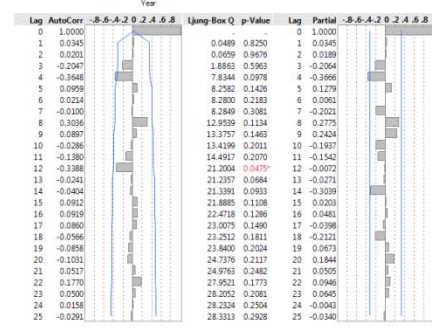 Year
Lag AutoCorr -.8-.6-.4-.2 0 .2 .4 .6 .8 Ljung-Box Q p-Value Lag Partial -.8-.6-.4-.2 0 .2 .4 .6 .8
0 1.0000 . . 0 1.0000
1 0.0345 0.0489 0.8250 1 0.0345
2 0.0201 0.0659 0.9676 2 0.0189
3 -0.2047 1.8863 0.5963 3 -0.2064
4 -0.3648 7.8344 0.0978 4 -0.3666
5 0.0959 8.2582 0.1426 5 0.1279
6 0.0214 8.2800 0.2183 6 0.0061
7 -0.0100 8.2849 0.3081 7 -0.2021
8 0.3036 12.9539 0.1134 8 0.2775
9 0.0897 13.3757 0.1463 9 0.2424
10 -0.0286 13.4199 0.2011 10 -0.1937
11 -0.1380 14.4917 0.2070 11 -0.1542
12 -0.3388 21.2004 0.0475* 12 -0.0072
13 -0.0241 21.2357 0.0684 13 -0.0271
14 -0.0404 21.3391 0.0933 14 -0.3039
15 0.0912 21.8885 0.1108 15 0.0203
16 0.0919 22.4718 0.1286 16 0.0481
17 0.0860 23.0075 0.1490 17 -0.0398
18 -0.0566 23.2512 0.1811 18 -0.2121
19 -0.0858 23.8400 0.2024 19 0.0673
20 -0.1031 24.7376 0.2117 20 0.1844
21 0.0517 24.9763 0.2482 21 0.0505
22 0.1770 27.9521 0.1773 22 0.0946
23 0.0500 28.2052 0.2081 23 0.0645
24 0.0158 28.2324 0.2504 24 -0.0043
25 -0.0291 28.3313 0.2928 25 -0.0340